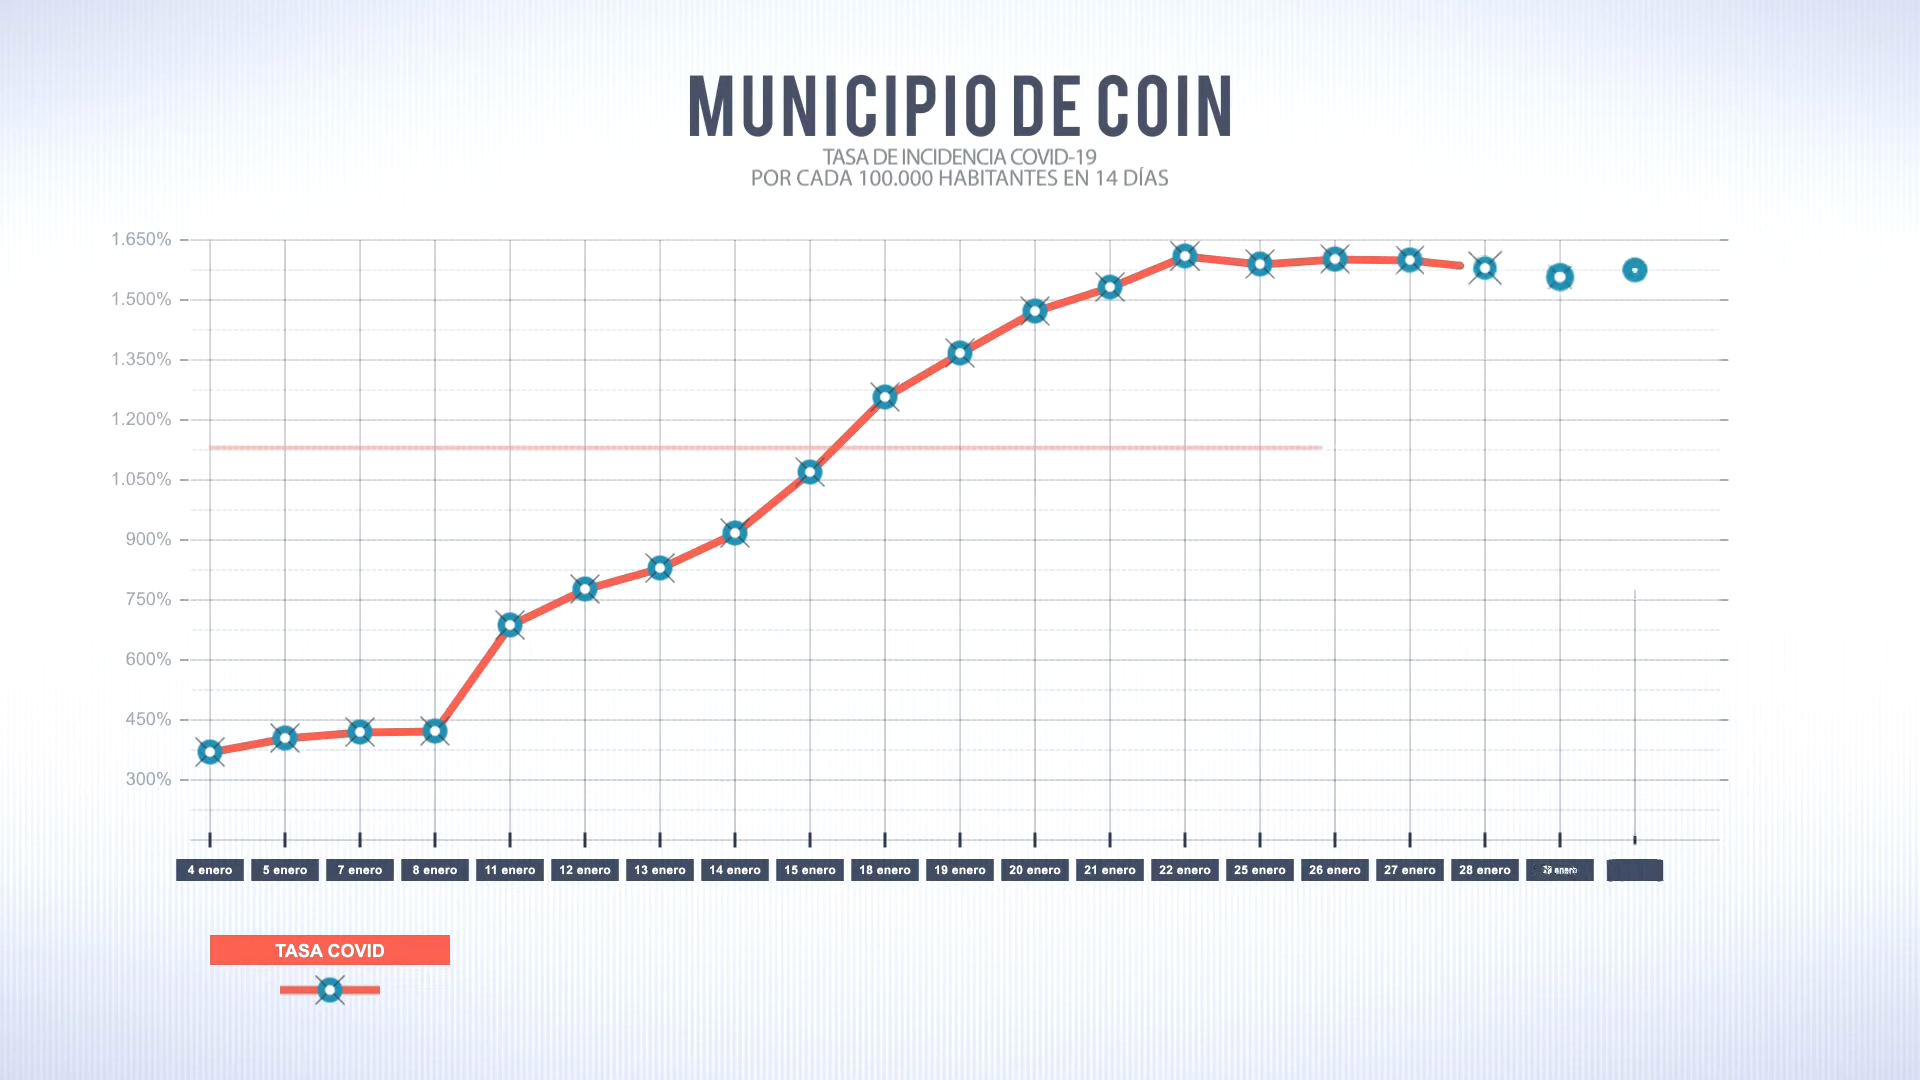 MUNICIPIO DE COIN
TASA DE INCIDENCIA COVID-19
POR CADA 100.000 HABITANTES EN 14 DÍAS
1.650%
1.500%
1.350%
1.200%
1.050%
900%
750%
600%
450%
300%
4 enero 5 enero 7 enero 8 enero 11 enero 12 enero 13 enero 14 enero 15 enero 18 enero 19 enero 20 enero 21 enero 22 enero 25 enero 26 enero 27 enero 28 enero enero
TASA COVID